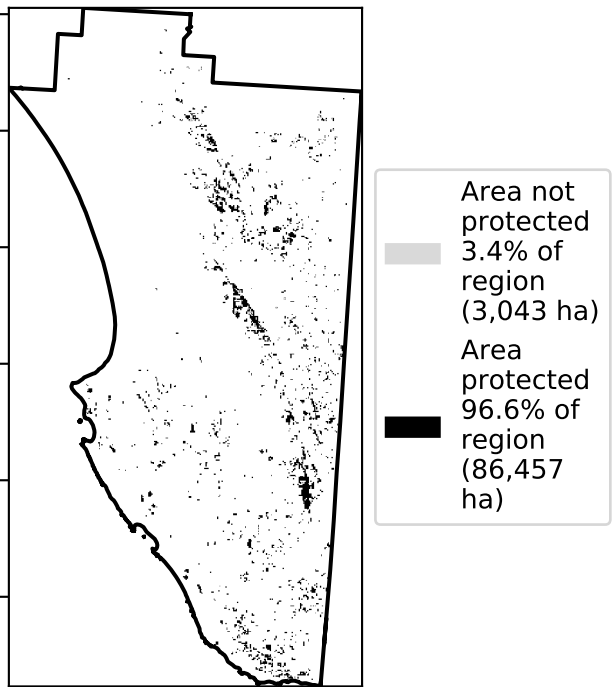 Area not
protected
3.4% of
region
(3,043 ha)
Area
protected
96.6% of
region
(86,457
ha)